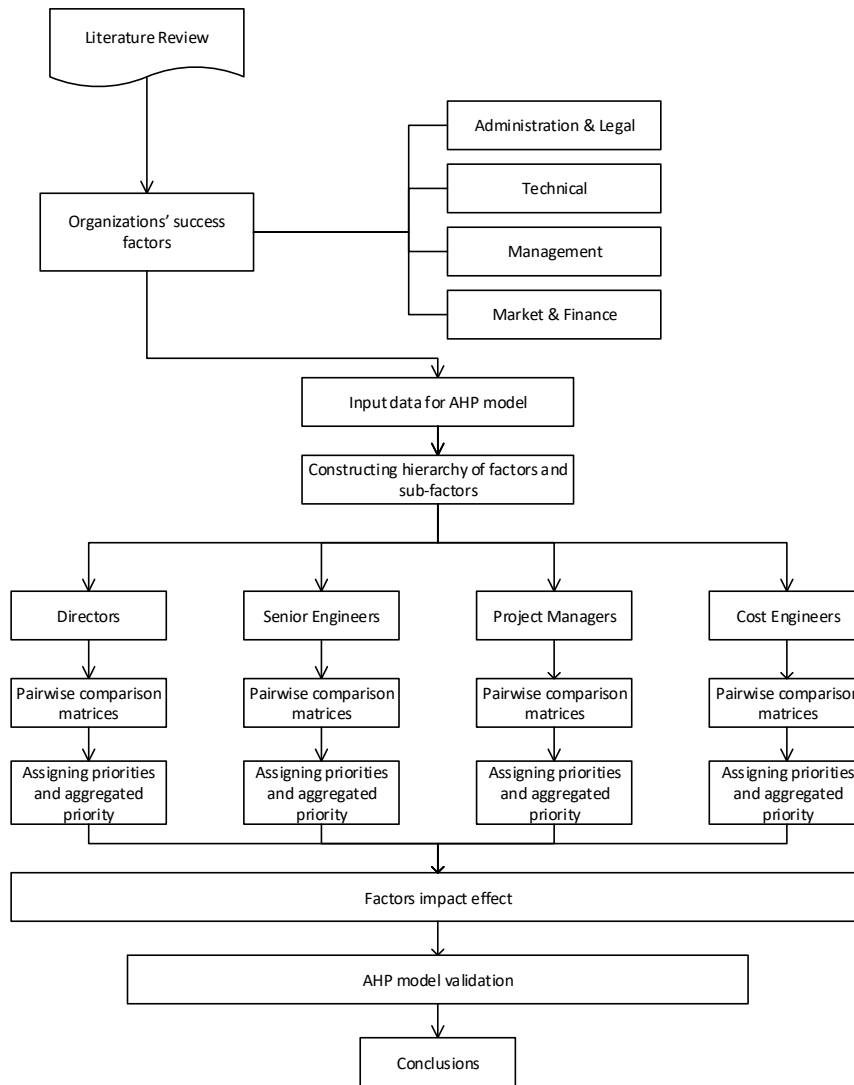 Literature Review
Administration & Legal
Technical
Organizations’ success
factors
Management
Market & Finance
Input data for AHP model
Constructing hierarchy of factors and
sub-factors
Directors
Senior Engineers
Project Managers
Cost Engineers
Pairwise comparison
matrices
Pairwise comparison
matrices
Pairwise comparison
matrices
Pairwise comparison
matrices
Assigning priorities
and aggregated
priority
Assigning priorities
and aggregated
priority
Assigning priorities
and aggregated
priority
Assigning priorities
and aggregated
priority
Factors impact effect
AHP model validation
Conclusions